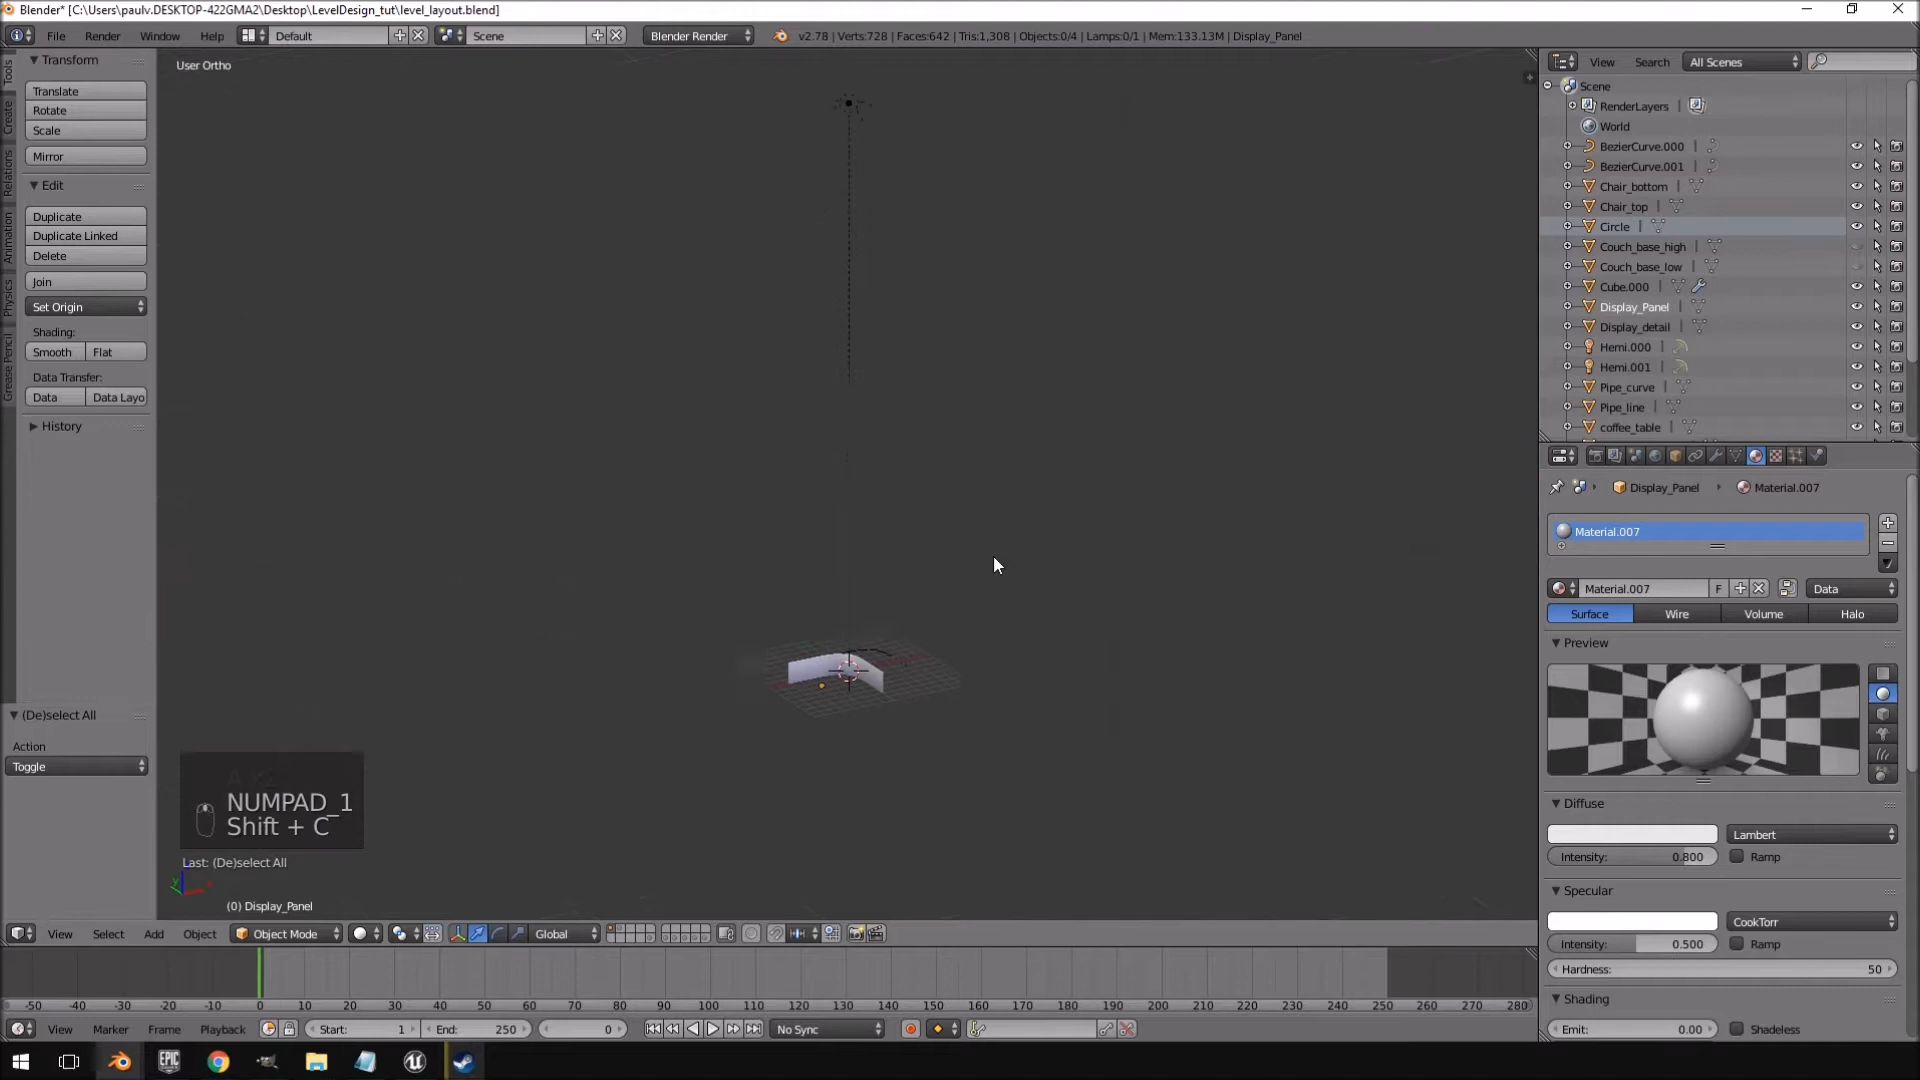 Blender* [C:\Users\paulv.DESKTOP-422GMA2\Desktop\LevelDesign_tut\level_layout.blend]
File Render Window Help Default Scene Blender Render v2.78 | Verts:728 | Faces:642 | Tris:1,308 | Objects:0/4 | Lamps:0/1 | Mem:133.13M | Display_Panel
Tools
Create
Relations
Animation
Physics
Grease Pencil
Transform
Translate
Rotate
Scale
Mirror
Edit
Duplicate
Duplicate Linked
Delete
Join
Set Origin
Shading:
Smooth Flat
Data Transfer:
Data Data Layo
History
(De)select All
Action
Toggle
User Ortho
NUMPAD_1
Shift + C
Last: (De)select All
(0) Display_Panel
View Select Add Object Object Mode Global
-50 -40 -30 -20 -10 0 10 20 30 40 50 60 70 80 90 100 110 120 130 140 150 160 170 180 190 200 210 220 230 240 250 260 270 280
View Marker Frame Playback Start: 1 End: 250 0 No Sync
View Search All Scenes
Scene
RenderLayers
World
BezierCurve.000
BezierCurve.001
Chair_bottom
Chair_top
Circle
Couch_base_high
Couch_base_low
Cube.000
Display_Panel
Display_detail
Hemi.000
Hemi.001
Pipe_curve
Pipe_line
coffee_table
Display_Panel Material.007
Material.007
Material.007 F Data
Surface Wire Volume Halo
Preview
Diffuse
Lambert
Intensity: 0.800 Ramp
Specular
CookTorr
Intensity: 0.500 Ramp
Hardness: 50
Shading
Emit: 0.00 Shadeless
EPIC